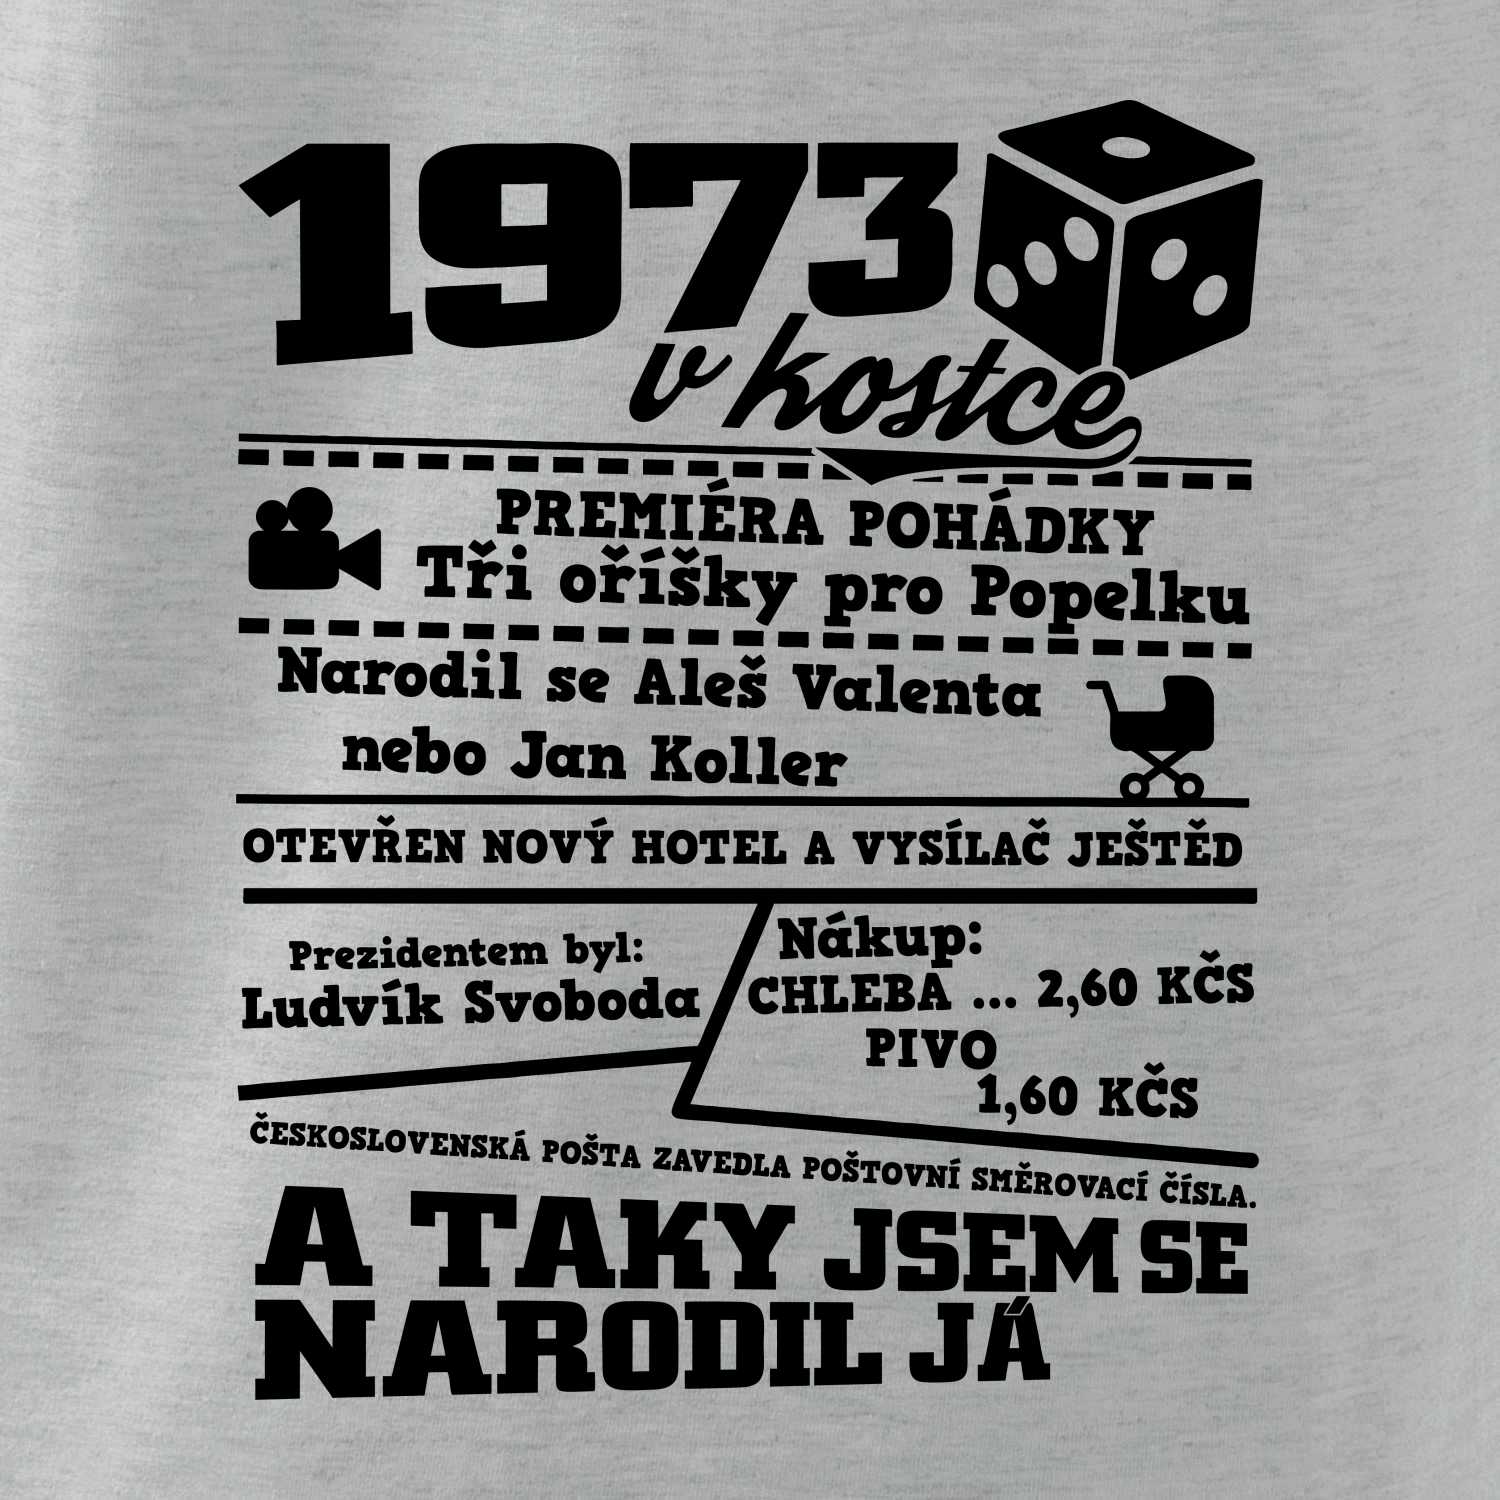 1973
v kostce
PREMIÉRA POHÁDKY
Tři oříšky pro Popelku
Narodil se Aleš Valenta
nebo Jan Koller
OTEVŘEN NOVÝ HOTEL A VYSÍLAČ JEŠTĚD
Prezidentem byl:
Ludvík Svoboda
Nákup:
CHLEBA ... 2,60 KČS
PIVO
1,60 KČS
ČESKOSLOVENSKÁ POŠTA ZAVEDLA POŠTOVNÍ SMĚROVACÍ ČÍSLA.
A TAKY JSEM SE
NARODIL JÁ